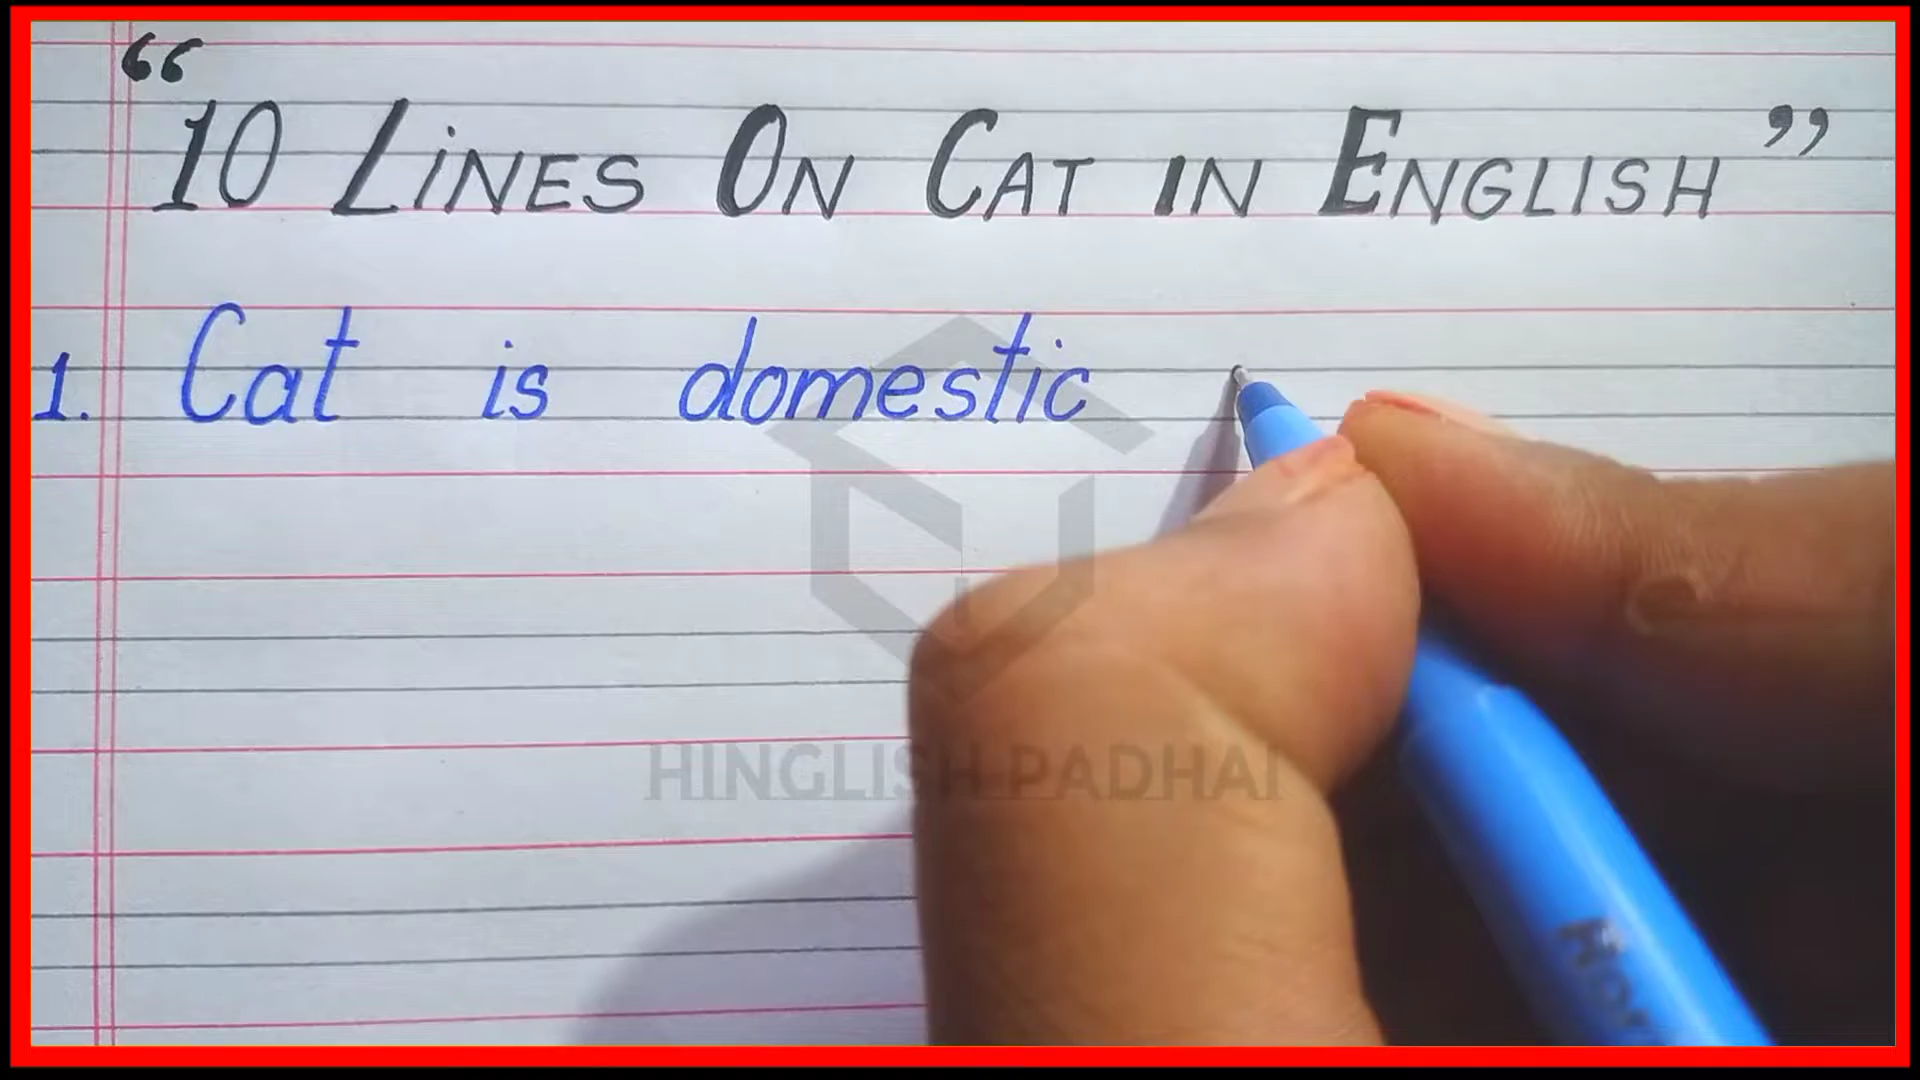 “10 LiNES ON CAT IN ENGLISH”
1. Cat is domestic
HINGLISH PADHAI